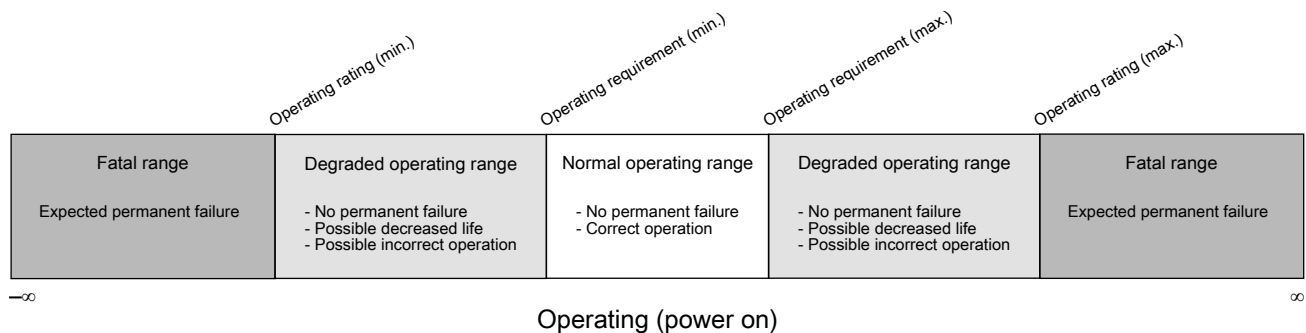 Operating rating (min.)
Operating requirement (min.)
Operating requirement (max.)
Operating rating (max.)
Fatal range
Expected permanent failure
Degraded operating range
- No permanent failure
- Possible decreased life
- Possible incorrect operation
Normal operating range
- No permanent failure
- Correct operation
Degraded operating range
- No permanent failure
- Possible decreased life
- Possible incorrect operation
Fatal range
Expected permanent failure
–∞
∞
Operating (power on)